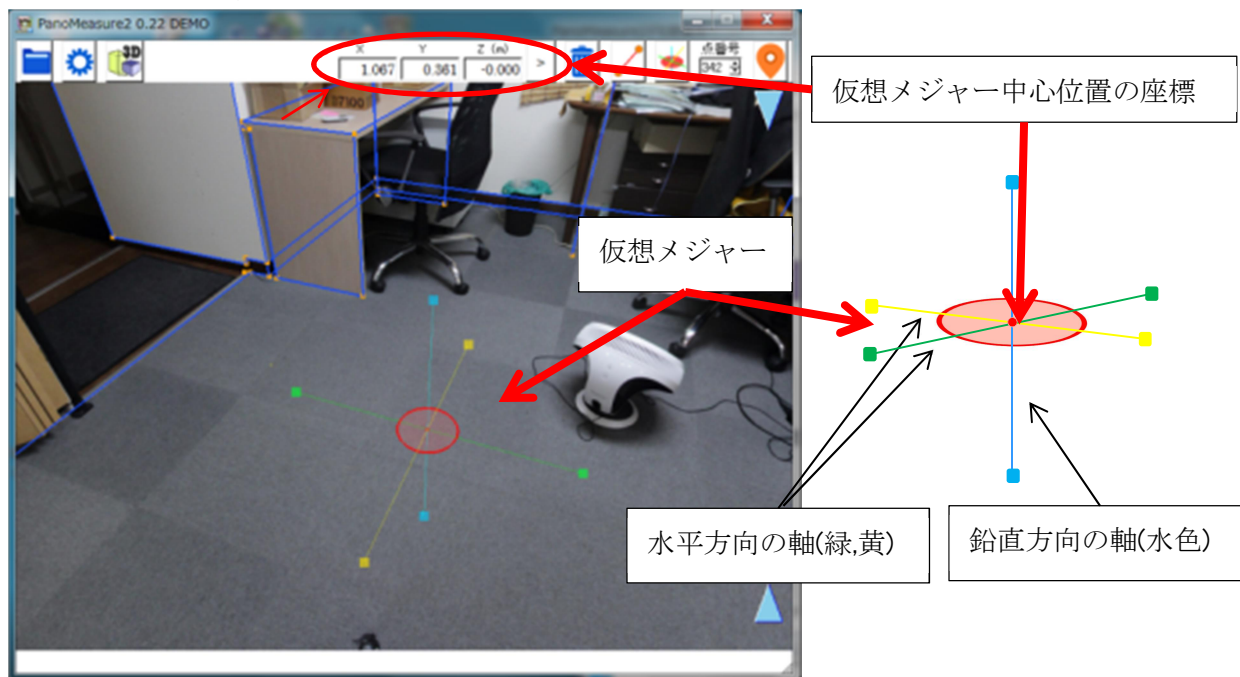 PanoMeasure2 0.22 DEMO
3D
X Y Z (m)
1.067 0.361 -0.000 >
点番号
342
仮想メジャー中心位置の座標
仮想メジャー
水平方向の軸(緑,黄)
鉛直方向の軸(水色)